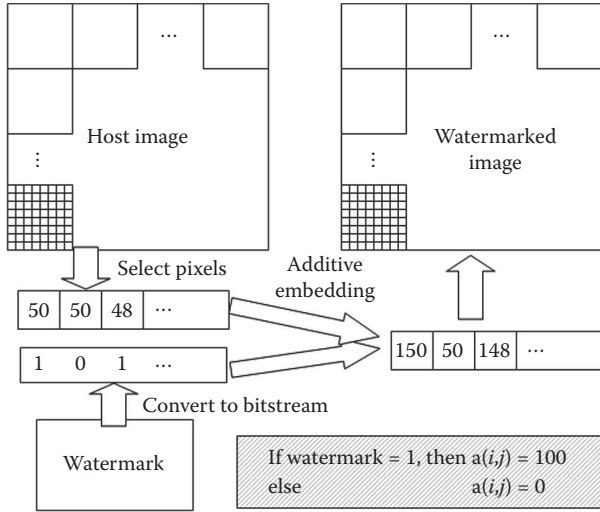 ...
...
Host image
Watermarked
image
⋮
⋮
Select pixels
Additive
embedding
50 50 48 ...
150 50 148 ...
1 0 1 ...
Convert to bitstream
Watermark
If watermark = 1, then a(i,j) = 100
else a(i,j) = 0